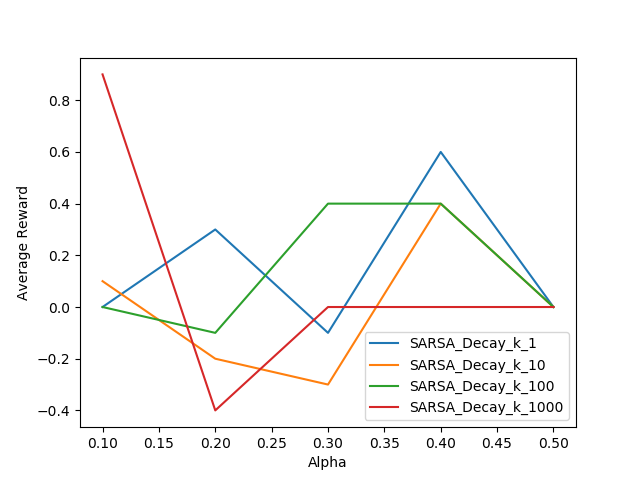 Average Reward
0.8
0.6
0.4
0.2
0.0
−0.2
−0.4
0.10 0.15 0.20 0.25 0.30 0.35 0.40 0.45 0.50
Alpha
SARSA_Decay_k_1
SARSA_Decay_k_10
SARSA_Decay_k_100
SARSA_Decay_k_1000